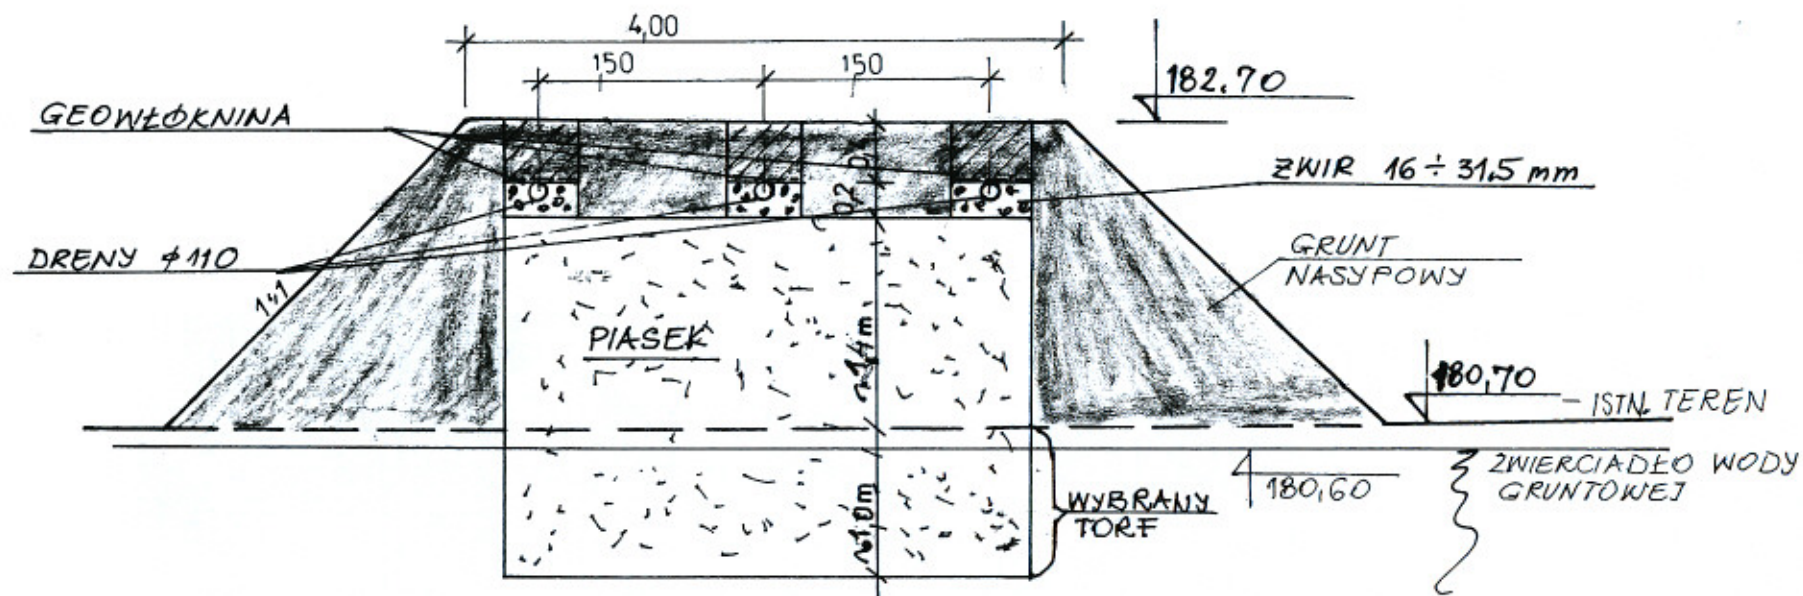 4,00
150
150
182.70
GEOWŁÓKNINA
ŻWIR 16 ÷ 31,5 mm
0,2
DRENY ϕ110
GRUNT
NASYPOWY
1:1
PIASEK
~1,4m
180,70
- ISTN. TEREN
ZWIERCIADŁO WODY
GRUNTOWEJ
180,60
WYBRANY
TORF
~1,0m